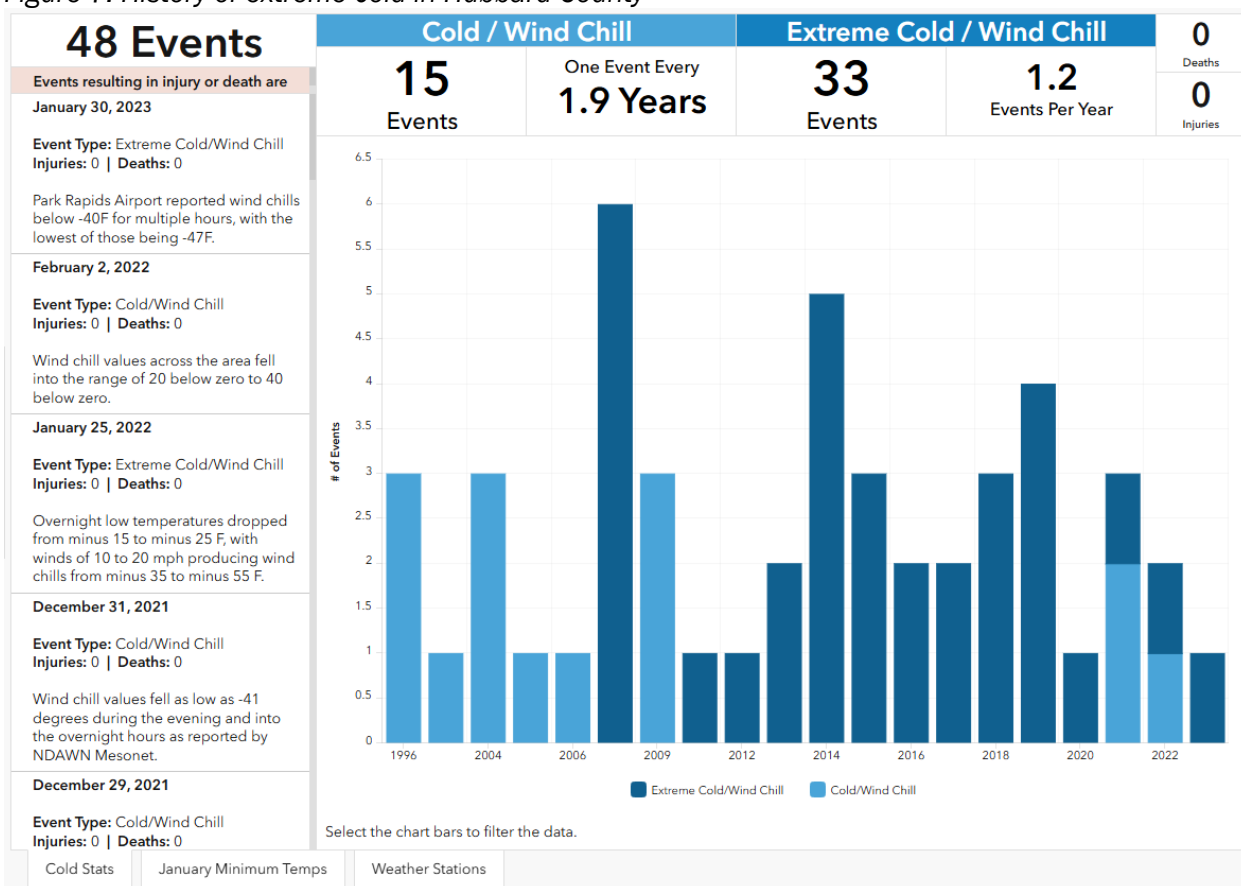 Figure 7: History of extreme cold in Hubbard County
48 Events
Events resulting in injury or death are
January 30, 2023
Event Type: Extreme Cold/Wind Chill
Injuries: 0 | Deaths: 0
Park Rapids Airport reported wind chills
below -40F for multiple hours, with the
lowest of those being -47F.
February 2, 2022
Event Type: Cold/Wind Chill
Injuries: 0 | Deaths: 0
Wind chill values across the area fell
into the range of 20 below zero to 40
below zero.
January 25, 2022
Event Type: Extreme Cold/Wind Chill
Injuries: 0 | Deaths: 0
Overnight low temperatures dropped
from minus 15 to minus 25 F, with
winds of 10 to 20 mph producing wind
chills from minus 35 to minus 55 F.
December 31, 2021
Event Type: Cold/Wind Chill
Injuries: 0 | Deaths: 0
Wind chill values fell as low as -41
degrees during the evening and into
the overnight hours as reported by
NDAWN Mesonet.
December 29, 2021
Event Type: Cold/Wind Chill
Injuries: 0 | Deaths: 0
Cold / Wind Chill
15
Events
One Event Every
1.9 Years
Extreme Cold / Wind Chill
33
Events
1.2
Events Per Year
0
Deaths
0
Injuries
# of Events
6.5
6
5.5
5
4.5
4
3.5
3
2.5
2
1.5
1
0.5
0
1996 2004 2006 2009 2012 2014 2016 2018 2020 2022
Extreme Cold/Wind Chill Cold/Wind Chill
Select the chart bars to filter the data.
Cold Stats January Minimum Temps Weather Stations